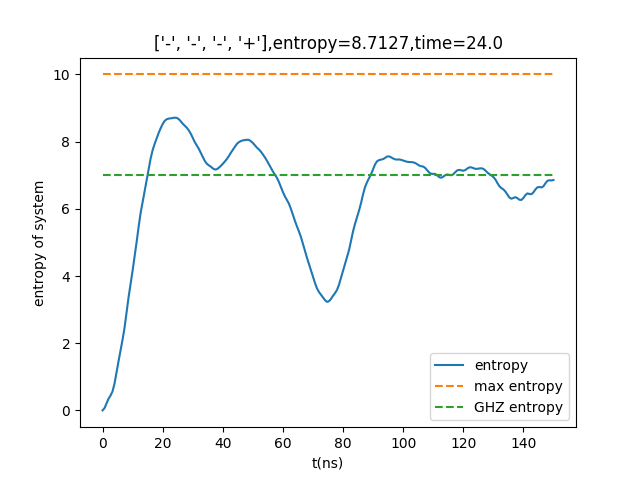 ['-', '-', '-', '+'],entropy=8.7127,time=24.0
entropy of system
10
8
6
4
2
0
0 20 40 60 80 100 120 140
t(ns)
entropy
max entropy
GHZ entropy